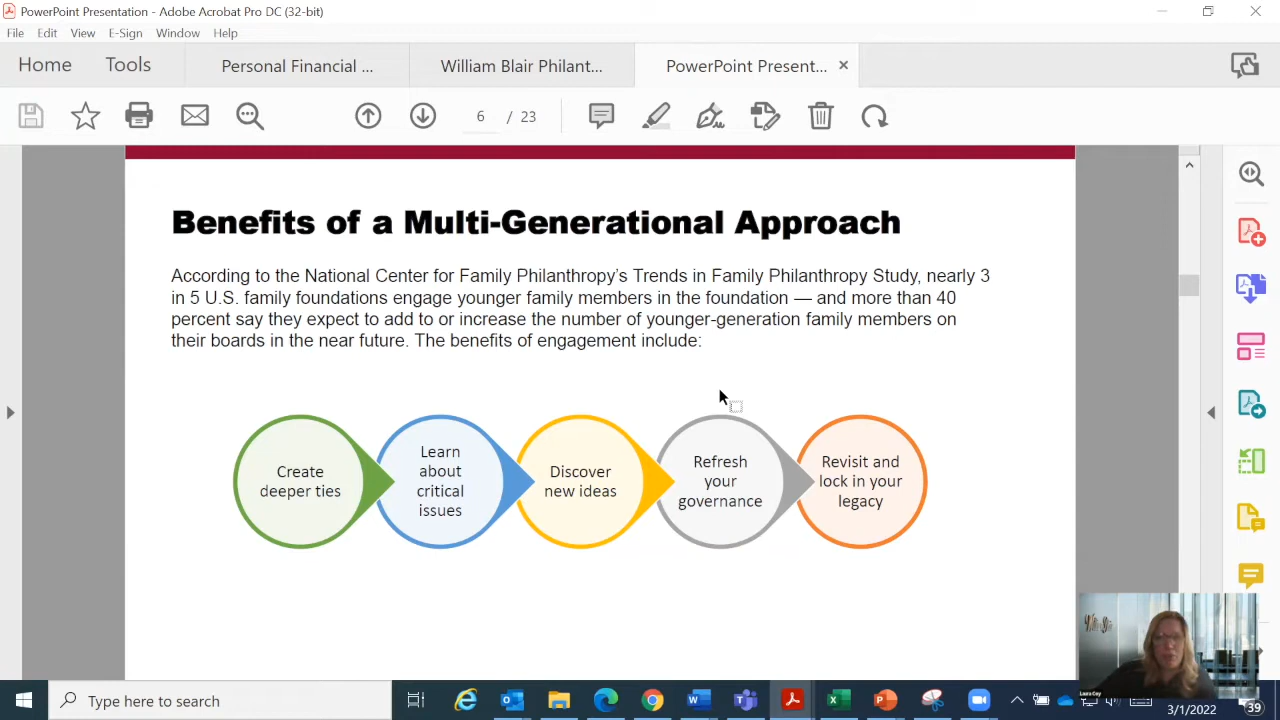 PowerPoint Presentation - Adobe Acrobat Pro DC (32-bit)
File Edit View E-Sign Window Help
Home Tools Personal Financial ... William Blair Philant... PowerPoint Present...
6 / 23
Benefits of a Multi-Generational Approach
According to the National Center for Family Philanthropy's Trends in Family Philanthropy Study, nearly 3
in 5 U.S. family foundations engage younger family members in the foundation — and more than 40
percent say they expect to add to or increase the number of younger-generation family members on
their boards in the near future. The benefits of engagement include:
Create
deeper ties
Learn
about
critical
issues
Discover
new ideas
Refresh
your
governance
Revisit and
lock in your
legacy
Type here to search
3/1/2022
39